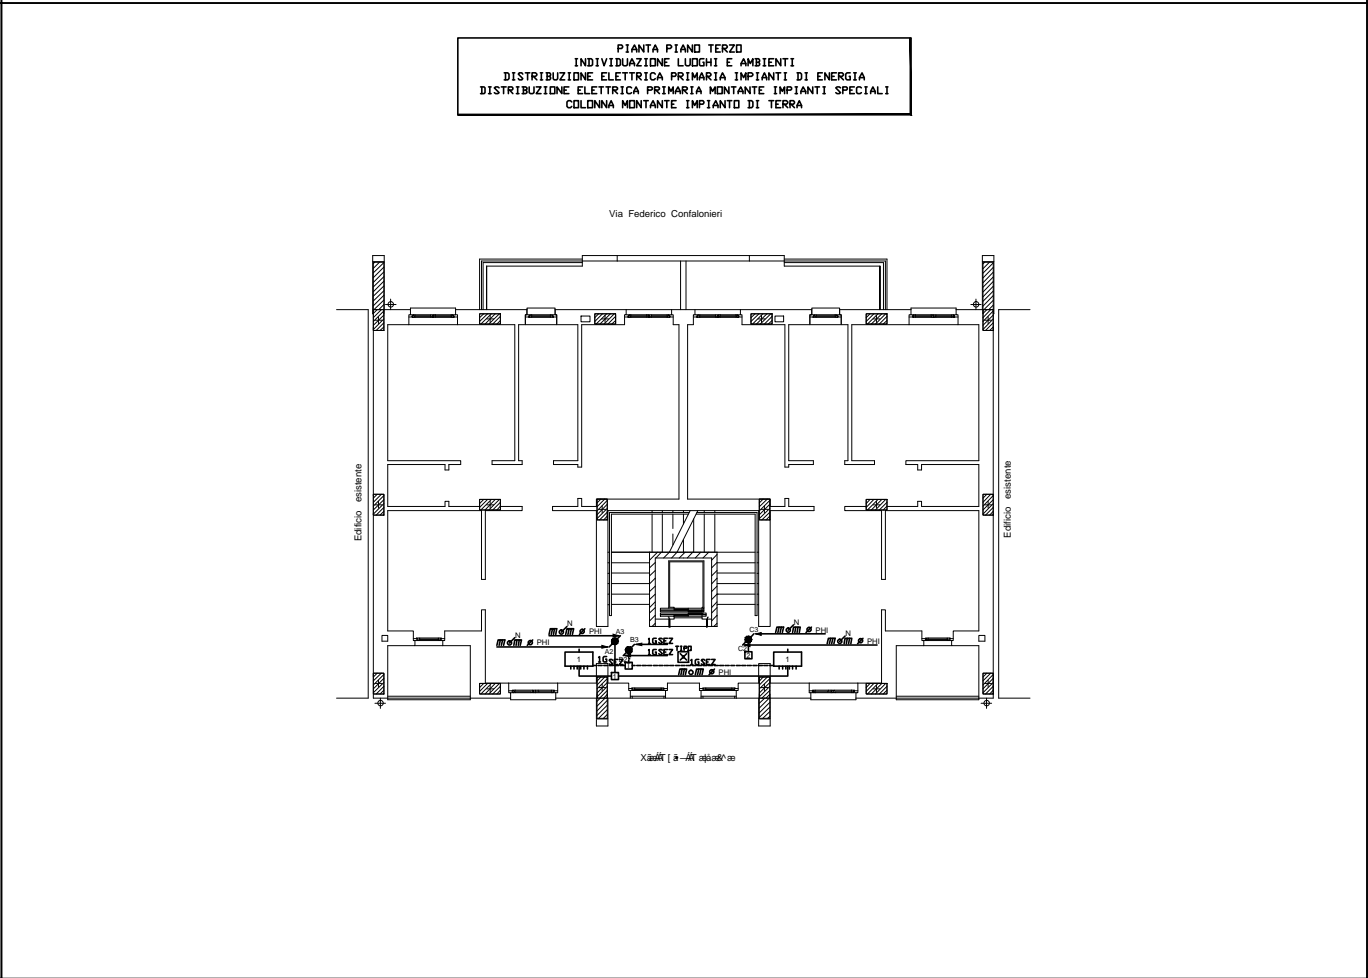 PIANTA PIANO TERZO
INDIVIDUAZIONE LUOGHI E AMBIENTI
DISTRIBUZIONE ELETTRICA PRIMARIA IMPIANTI DI ENERGIA
DISTRIBUZIONE ELETTRICA PRIMARIA MONTANTE IMPIANTI SPECIALI
COLONNA MONTANTE IMPIANTO DI TERRA
Via Federico Confalonieri
Edificio esistente
Edificio esistente
N
PHI
A3
N
PHI
A2
B3
1GSEZ
1GSEZ
TIPO
C3
N
PHI
N
PHI
1
1G
SEZ
1GSEZ
1
PHI